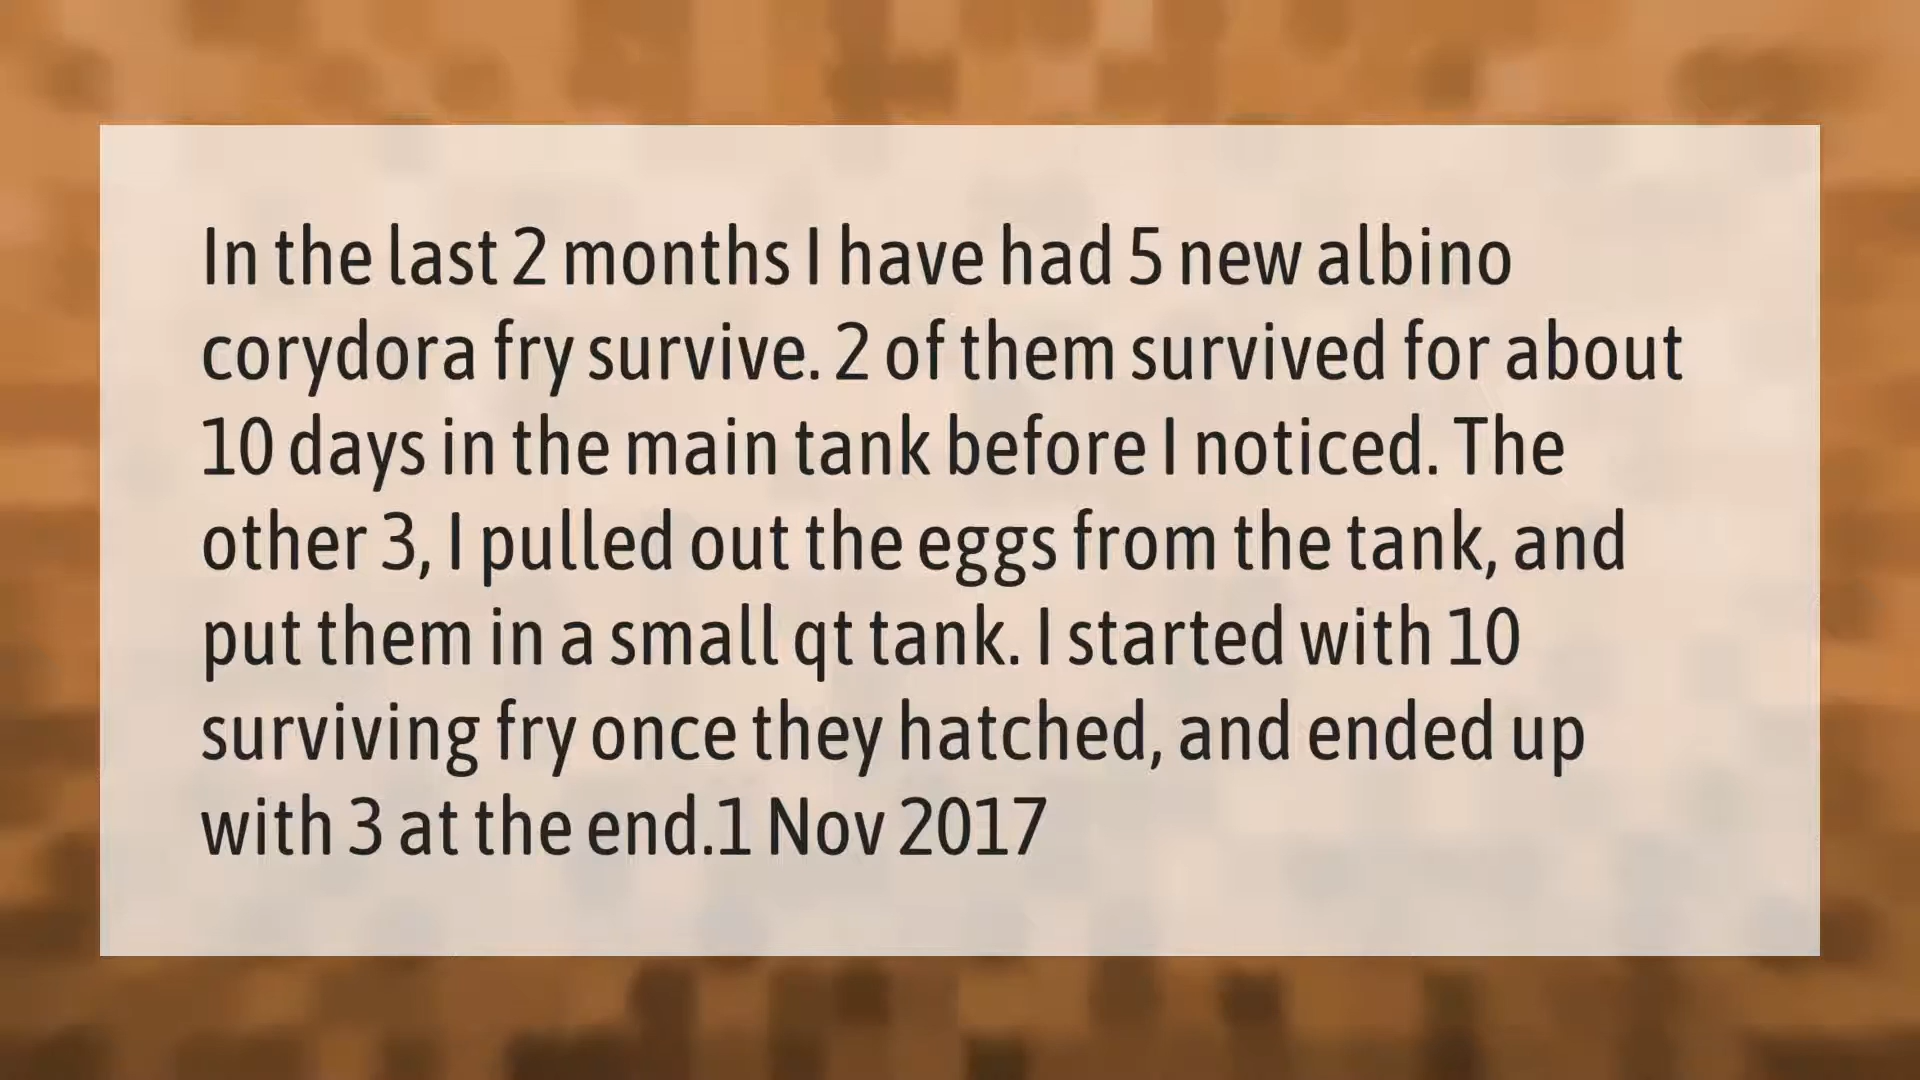 In the last 2 months I have had 5 new albino
corydora fry survive. 2 of them survived for about
10 days in the main tank before I noticed. The
other 3, I pulled out the eggs from the tank, and
put them in a small qt tank. I started with 10
surviving fry once they hatched, and ended up
with 3 at the end.1 Nov 2017